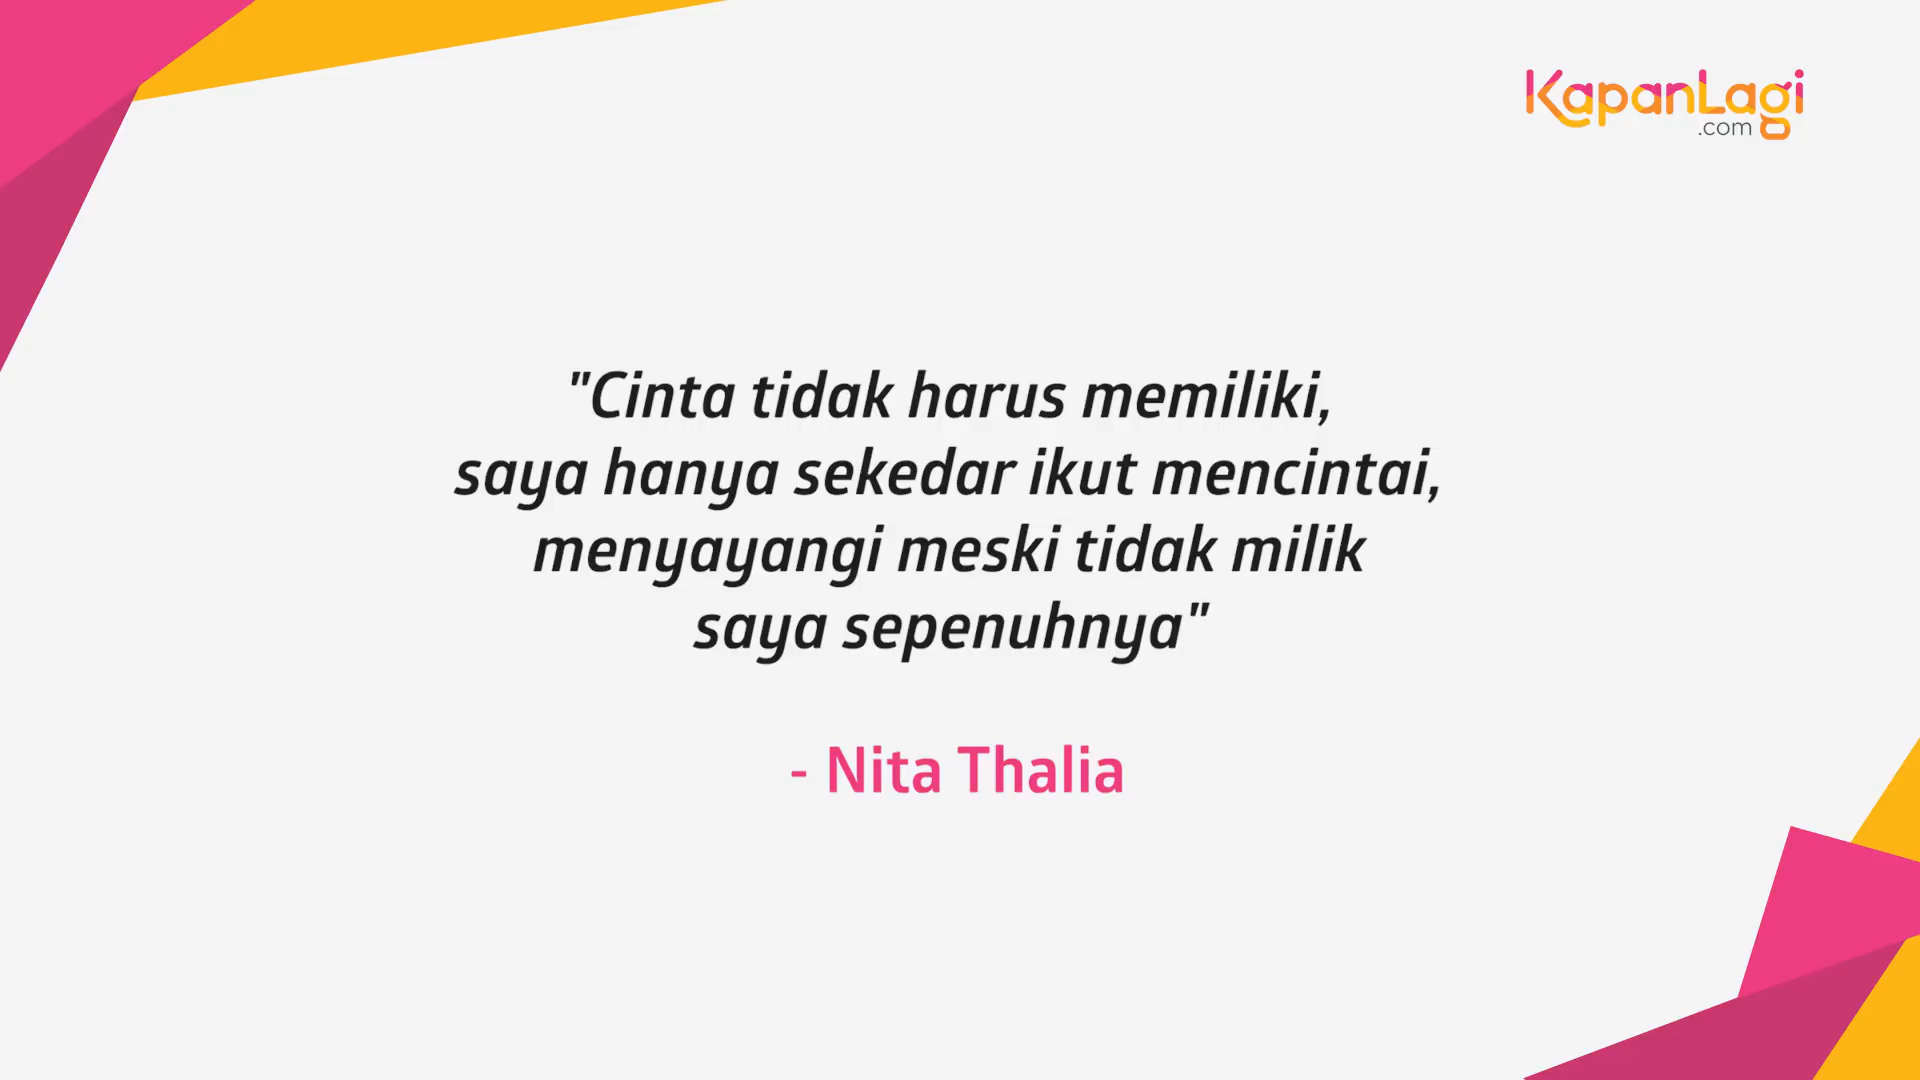 KapanLagi
.com
"Cinta tidak harus memiliki,
saya hanya sekedar ikut mencintai,
menyayangi meski tidak milik
saya sepenuhnya"
- Nita Thalia